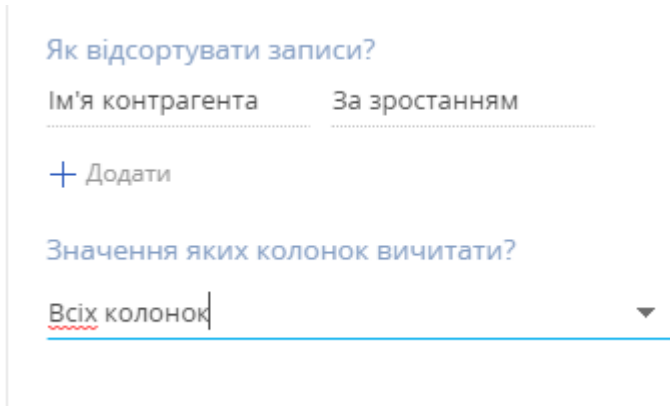 Як відсортувати записи?
Ім'я контрагента За зростанням
Додати
Значення яких колонок вичитати?
Всіх колонок